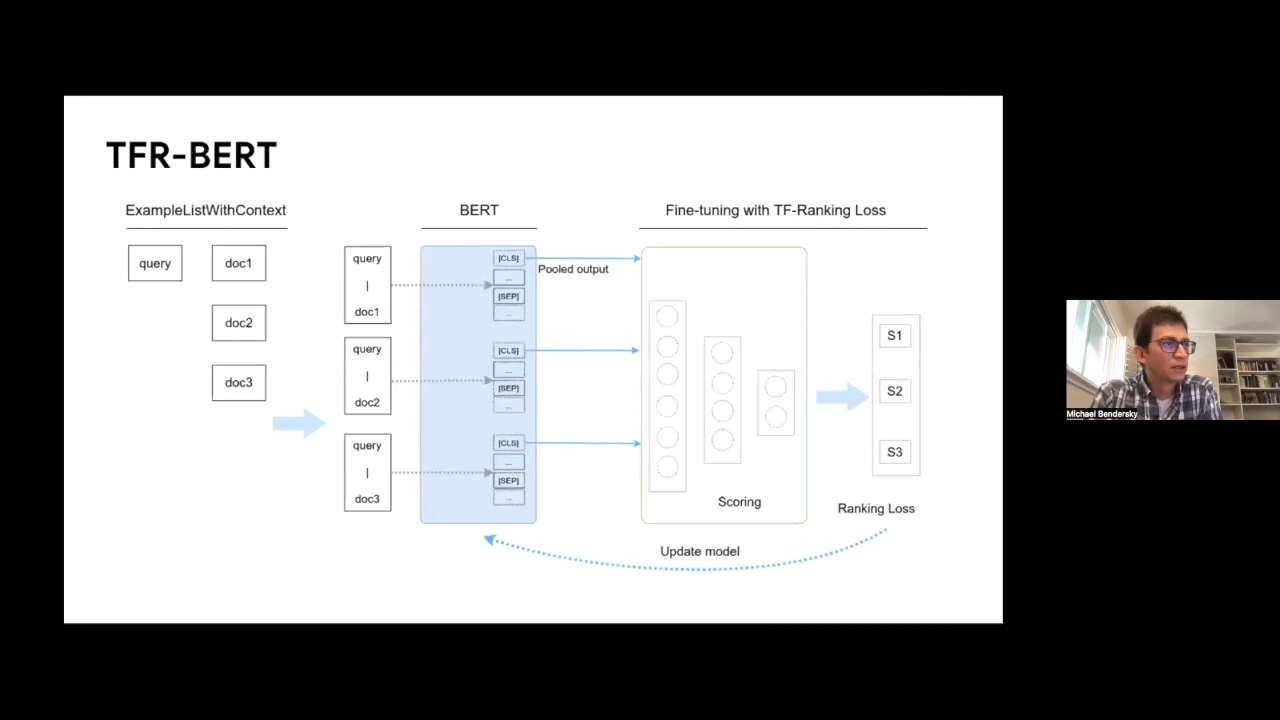 TFR-BERT
ExampleListWithContext
BERT
Fine-tuning with TF-Ranking Loss
query
doc1
doc2
doc3
query
|
doc1
query
|
doc2
query
|
doc3
[CLS]
...
[SEP]
...
[CLS]
...
[SEP]
...
[CLS]
...
[SEP]
...
Pooled output
Scoring
S1
S2
S3
Ranking Loss
Update model
Michael Bendersky